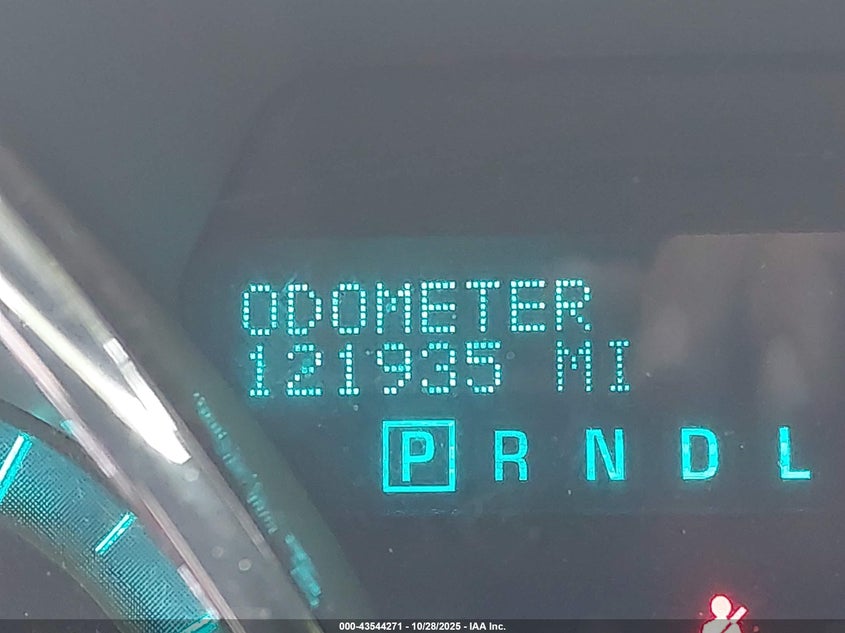 ODOMETER
121935 MI
P R N D L
000-43544271 - 10/28/2025 - IAA Inc.